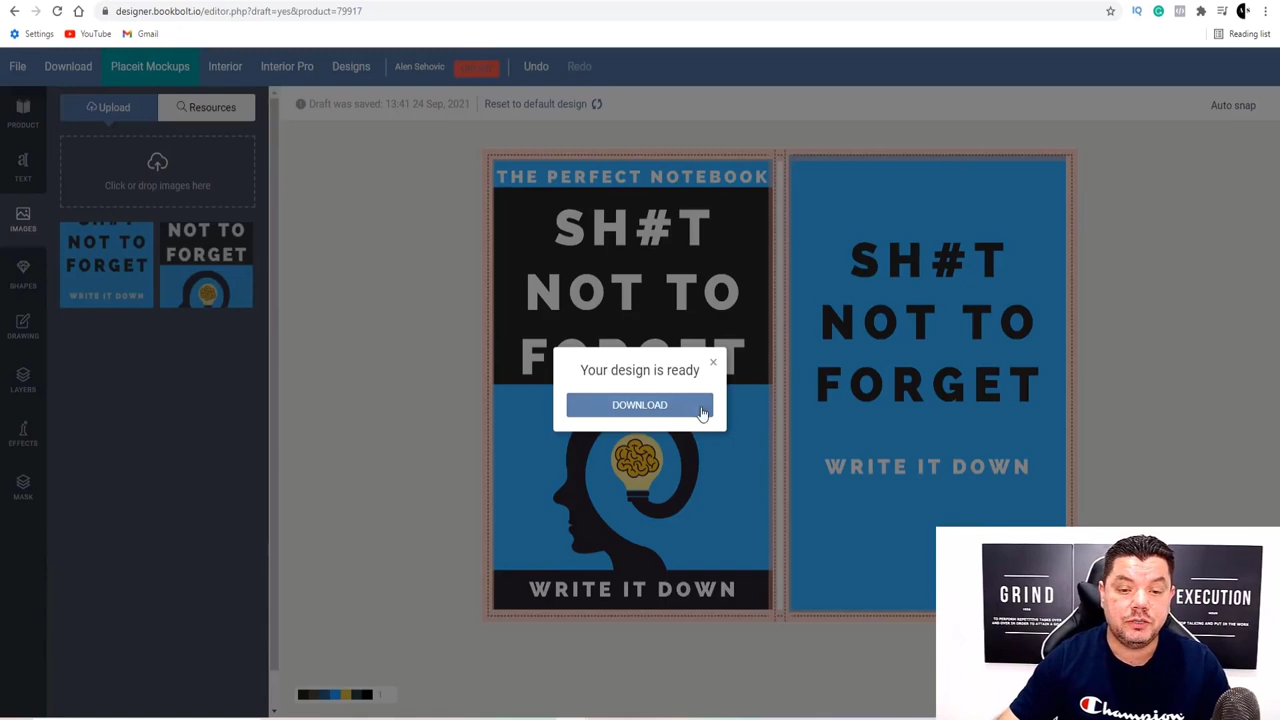 designer.bookbolt.io/editor.php?draft=yes&product=79917
Settings
YouTube
Gmail
Reading list
File
Download
Placeit Mockups
Interior
Interior Pro
Designs
Alen Sehovic
Undo
Redo
Upload
Resources
Draft was saved: 13:41 24 Sep, 2021
Reset to default design
Auto snap
PRODUCT
TEXT
IMAGES
SHAPES
DRAWING
LAYERS
EFFECTS
MASK
Click or drop images here
NOT TO
FORGET
WRITE IT DOWN
NOT TO
FORGET
THE PERFECT NOTEBOOK
SH#T
NOT TO
FORGET
WRITE IT DOWN
SH#T
NOT TO
FORGET
WRITE IT DOWN
Your design is ready
DOWNLOAD
1
GRIND
EXECUTION
Champion